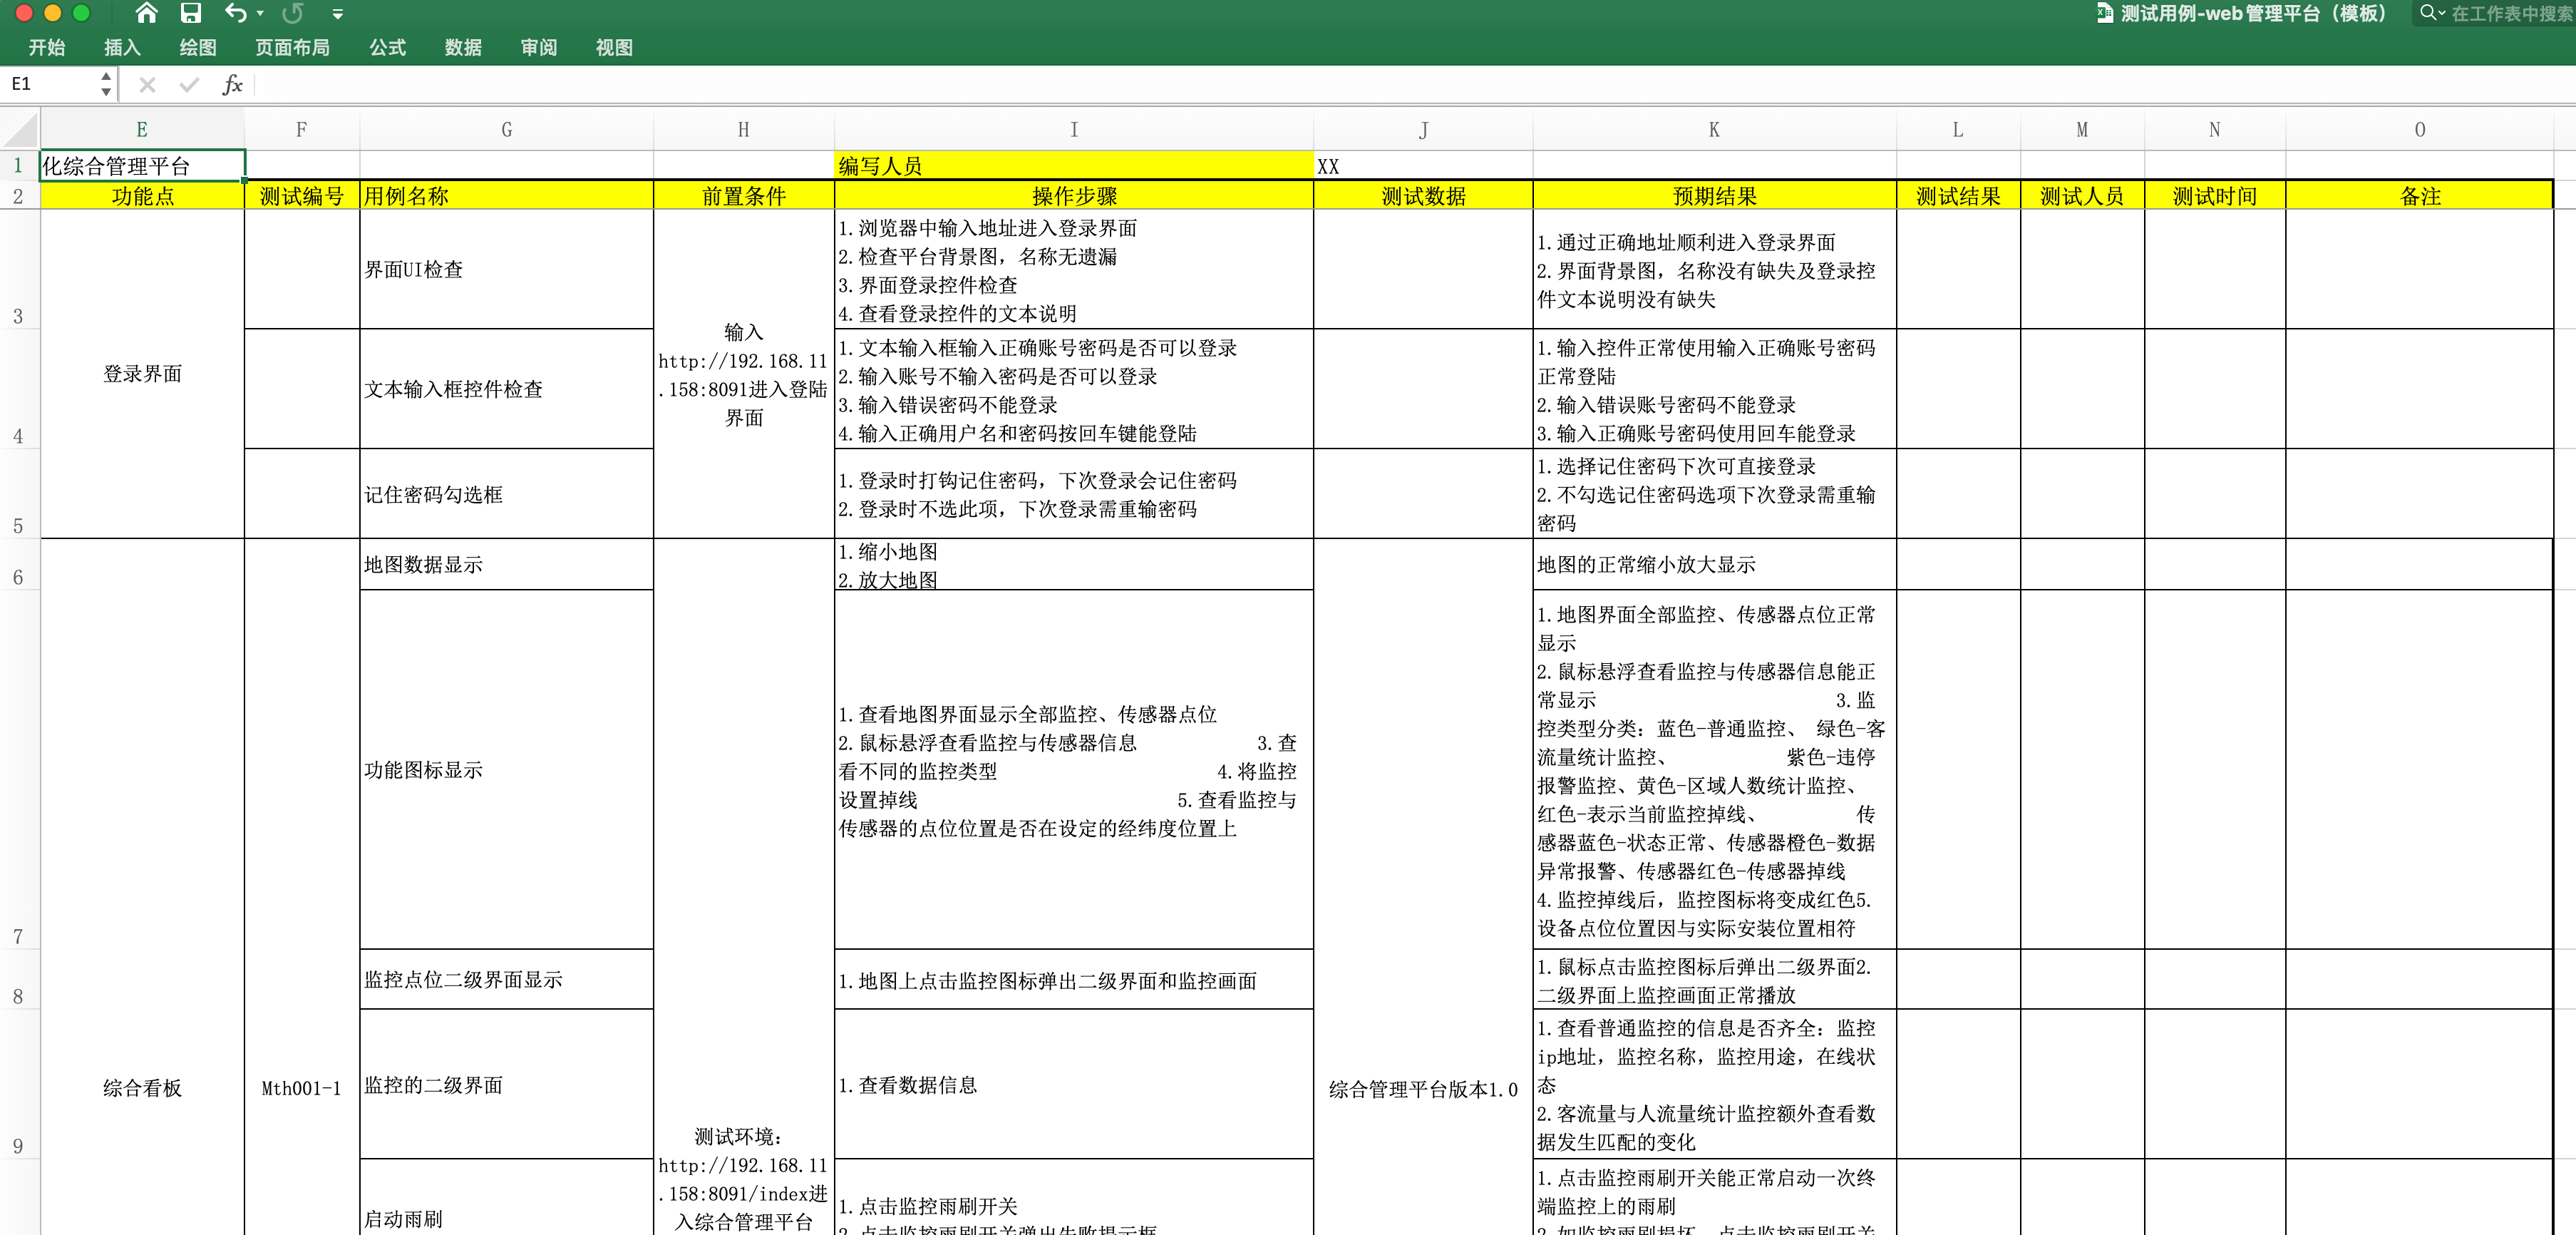 测试用例-web管理平台（模板）
在工作表中搜索
开始 插入 绘图 页面布局 公式 数据 审阅 视图
E1 fx
E F G H I J K L M N O
1 化综合管理平台 编写人员 XX
2 功能点 测试编号 用例名称 前置条件 操作步骤 测试数据 预期结果 测试结果 测试人员 测试时间 备注
3
登录界面
界面UI检查
输入
http://192.168.11
.158:8091进入登陆
界面
1.浏览器中输入地址进入登录界面
2.检查平台背景图，名称无遗漏
3.界面登录控件检查
4.查看登录控件的文本说明
1.通过正确地址顺利进入登录界面
2.界面背景图，名称没有缺失及登录控
件文本说明没有缺失
4
文本输入框控件检查
1.文本输入框输入正确账号密码是否可以登录
2.输入账号不输入密码是否可以登录
3.输入错误密码不能登录
4.输入正确用户名和密码按回车键能登陆
1.输入控件正常使用输入正确账号密码
正常登陆
2.输入错误账号密码不能登录
3.输入正确账号密码使用回车能登录
5
记住密码勾选框
1.登录时打钩记住密码，下次登录会记住密码
2.登录时不选此项，下次登录需重输密码
1.选择记住密码下次可直接登录
2.不勾选记住密码选项下次登录需重输
密码
6
综合看板
Mth001-1
地图数据显示
测试环境：
http://192.168.11
.158:8091/index进
入综合管理平台
1.缩小地图
2.放大地图
综合管理平台版本1.0
地图的正常缩小放大显示
7
功能图标显示
1.查看地图界面显示全部监控、传感器点位
2.鼠标悬浮查看监控与传感器信息 3.查
看不同的监控类型 4.将监控
设置掉线 5.查看监控与
传感器的点位位置是否在设定的经纬度位置上
1.地图界面全部监控、传感器点位正常
显示
2.鼠标悬浮查看监控与传感器信息能正
常显示 3.监
控类型分类：蓝色-普通监控、 绿色-客
流量统计监控、 紫色-违停
报警监控、黄色-区域人数统计监控、
红色-表示当前监控掉线、 传
感器蓝色-状态正常、传感器橙色-数据
异常报警、传感器红色-传感器掉线
4.监控掉线后，监控图标将变成红色5.
设备点位位置因与实际安装位置相符
8
监控点位二级界面显示
1.地图上点击监控图标弹出二级界面和监控画面
1.鼠标点击监控图标后弹出二级界面2.
二级界面上监控画面正常播放
9
监控的二级界面
1.查看数据信息
1.查看普通监控的信息是否齐全：监控
ip地址，监控名称，监控用途，在线状
态
2.客流量与人流量统计监控额外查看数
据发生匹配的变化
启动雨刷
1.点击监控雨刷开关
2.点击监控雨刷开关弹出失败提示框
1.点击监控雨刷开关能正常启动一次终
端监控上的雨刷
2.如监控雨刷损坏，点击监控雨刷开关